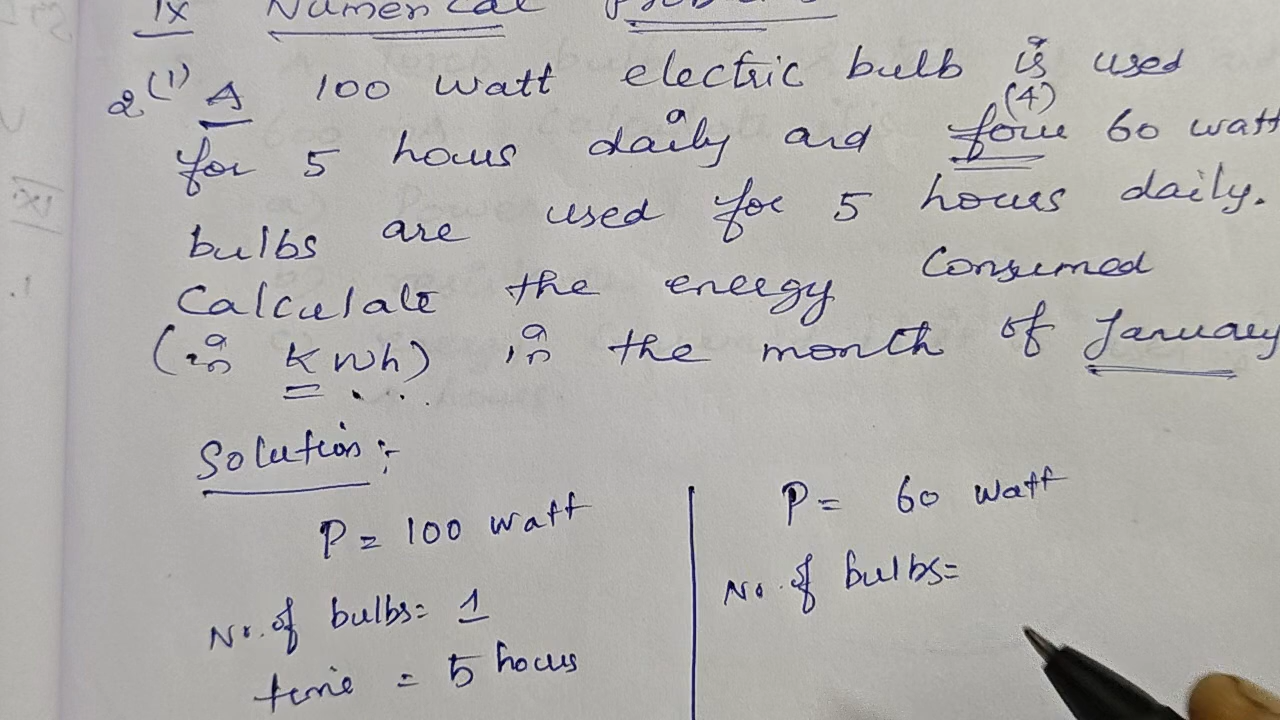 IX Numerical Problems
2 (1) A 100 watt electric bulb is used
for 5 hours daily and four (4) 60 watt
bulbs are used for 5 hours daily.
Calculate the energy Consumed
(in KWh) in the month of January
Solution :-
P = 100 watt
No. of bulbs = 1
time = 5 hours
P = 60 watt
No. of bulbs =